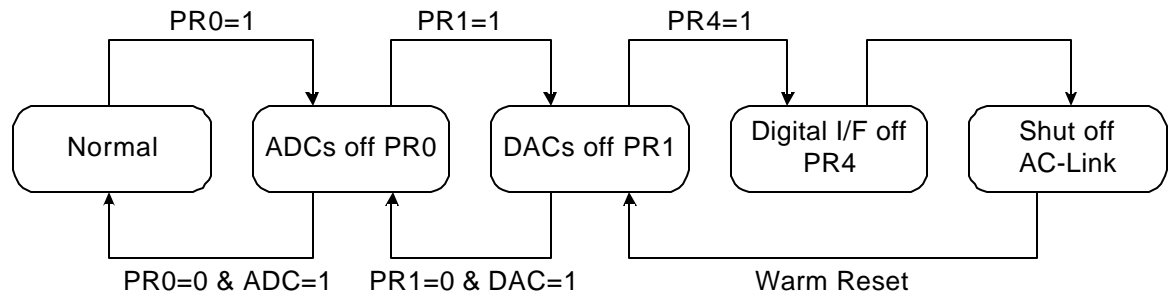 PR0=1
PR1=1
PR4=1
Normal
ADCs off PR0
DACs off PR1
Digital I/F off
PR4
Shut off
AC-Link
PR0=0 & ADC=1
PR1=0 & DAC=1
Warm Reset